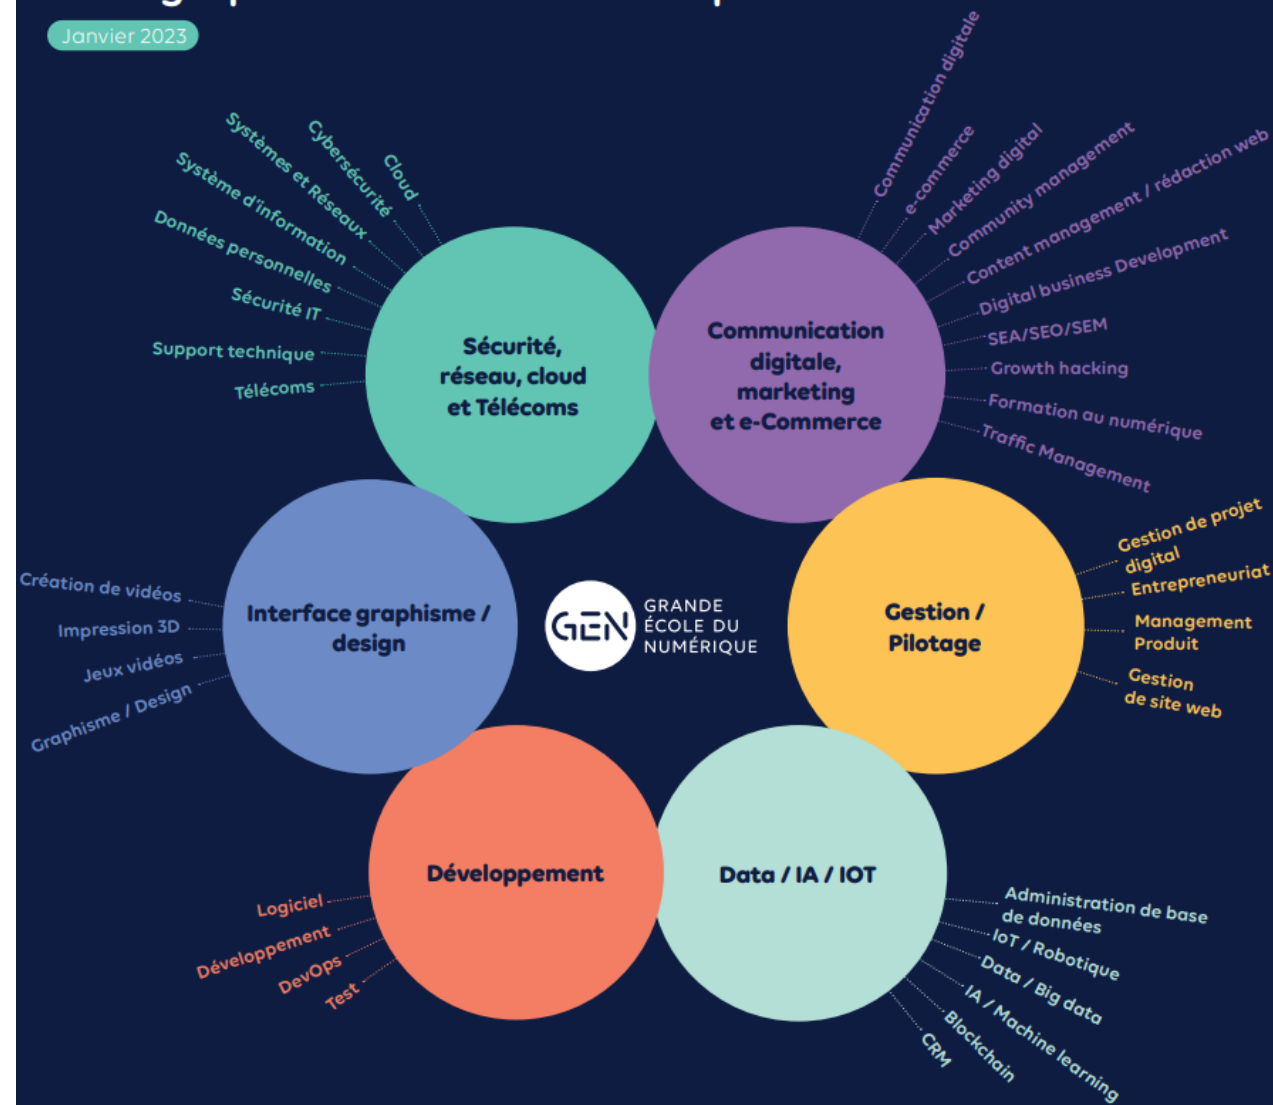 Janvier 2023
Cloud
Cybersécurité
Systèmes et Réseaux
Système d'information
Données personnelles
Sécurité IT
Support technique
Télécoms
Sécurité,
réseau, cloud
et Télécoms
Communication digitale
e-commerce
Marketing digital
Community management
Content management / rédaction web
Digital business Development
SEA/SEO/SEM
Growth hacking
Formation au numérique
Traffic Management
Communication
digitale,
marketing
et e-Commerce
Création de vidéos
Impression 3D
Jeux vidéos
Graphisme / Design
Interface graphisme /
design
GEN
GRANDE
ÉCOLE DU
NUMÉRIQUE
Gestion /
Pilotage
Gestion de projet
digital
Entrepreneuriat
Management
Produit
Gestion
de site web
Développement
Logiciel
Développement
DevOps
Test
Data / IA / IOT
Administration de base
de données
IoT / Robotique
Data / Big data
IA / Machine learning
Blockchain
CRM